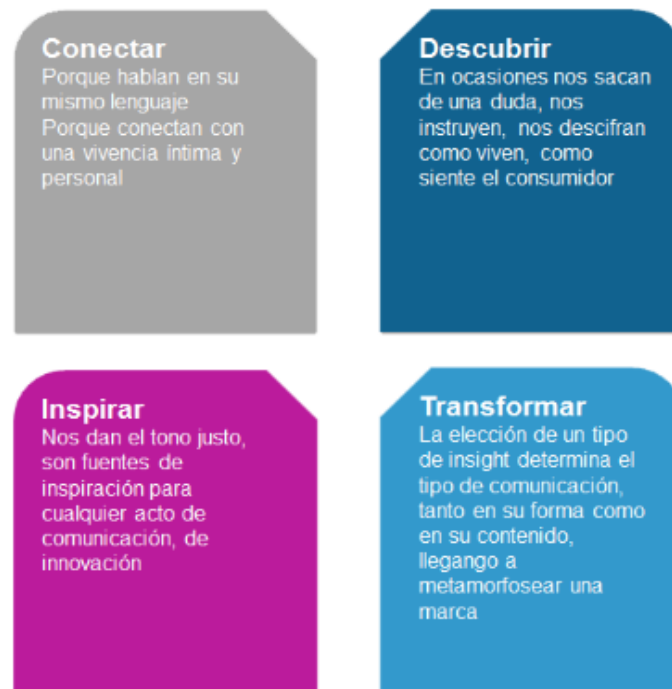 Conectar
Porque hablan en su
mismo lenguaje
Porque conectan con
una vivencia íntima y
personal
Descubrir
En ocasiones nos sacan
de una duda, nos
instruyen, nos descifran
como viven, como
siente el consumidor
Inspirar
Nos dan el tono justo,
son fuentes de
inspiración para
cualquier acto de
comunicación, de
innovación
Transformar
La elección de un tipo
de insight determina el
tipo de comunicación,
tanto en su forma como
en su contenido,
llegango a
metamorfosear una
marca